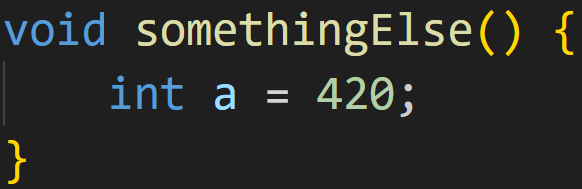 void somethingElse() {
    int a = 420;
}